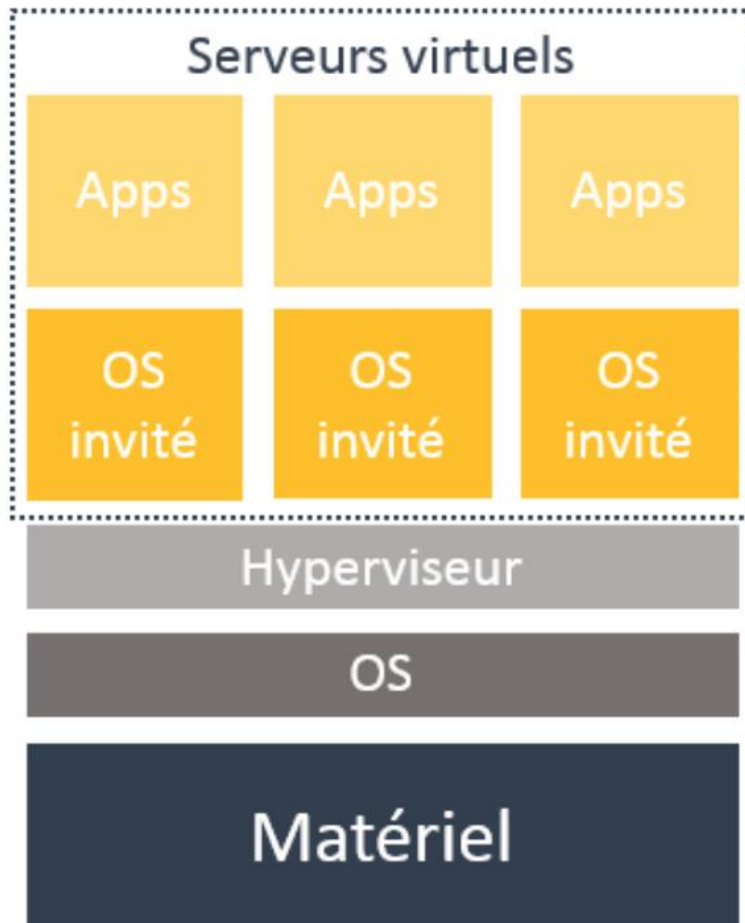 Serveurs virtuels
Apps Apps Apps
OS OS OS
invité invité invité
Hyperviseur
OS
Matériel